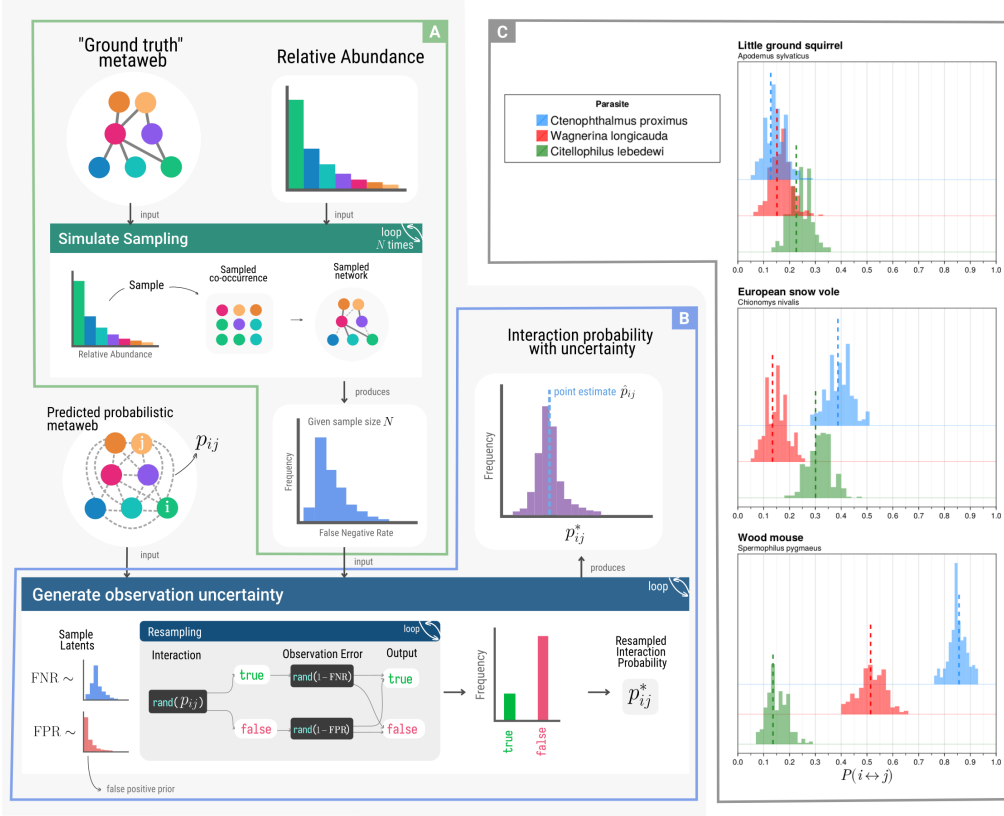 A
"Ground truth"
metaweb
Relative Abundance
input
input
Simulate Sampling
loop
N times
Sample
Relative Abundance
Sampled
co-occurrence
Sampled
network
produces
Given sample size N
Frequency
False Negative Rate
Predicted probabilistic
metaweb
j
i
p_{ij}
input
input
B
Interaction probability
with uncertainty
point estimate p̂_{ij}
Frequency
p^*_{ij}
produces
Generate observation uncertainty
loop
Sample
Latents
FNR ∼
FPR ∼
false positive prior
Resampling
loop
Interaction
Observation Error
Output
rand(p_{ij})
true
false
rand(1−FNR)
rand(1−FPR)
true
false
Frequency
true
false
Resampled
Interaction
Probability
p^*_{ij}
C
Parasite
Ctenophthalmus proximus
Wagnerina longicauda
Citellophilus lebedewi
Little ground squirrel
Apodemus sylvaticus
0.0 0.1 0.2 0.3 0.4 0.5 0.6 0.7 0.8 0.9 1.0
European snow vole
Chionomys nivalis
0.0 0.1 0.2 0.3 0.4 0.5 0.6 0.7 0.8 0.9 1.0
Wood mouse
Spermophilus pygmaeus
0.0 0.1 0.2 0.3 0.4 0.5 0.6 0.7 0.8 0.9 1.0
P(i↔j)